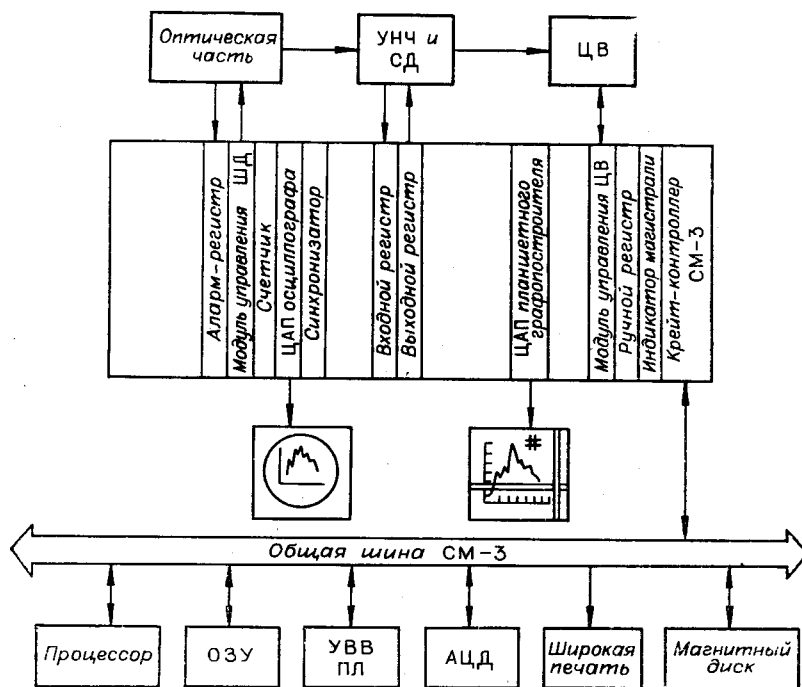 Оптическая
часть
УНЧ и
СД
ЦВ
Аларм-регистр
Модуль управления ШД
Счетчик
ЦАП осциллографа
Синхронизатор
Входной регистр
Выходной регистр
ЦАП планшетного
графопостроителя
Модуль управления ЦВ
Ручной регистр
Индикатор магистрали
Крейт-контроллер
СМ-3
#
Общая шина СМ-3
Процессор
ОЗУ
УВВ
ПЛ
АЦД
Широкая
печать
Магнитный
диск